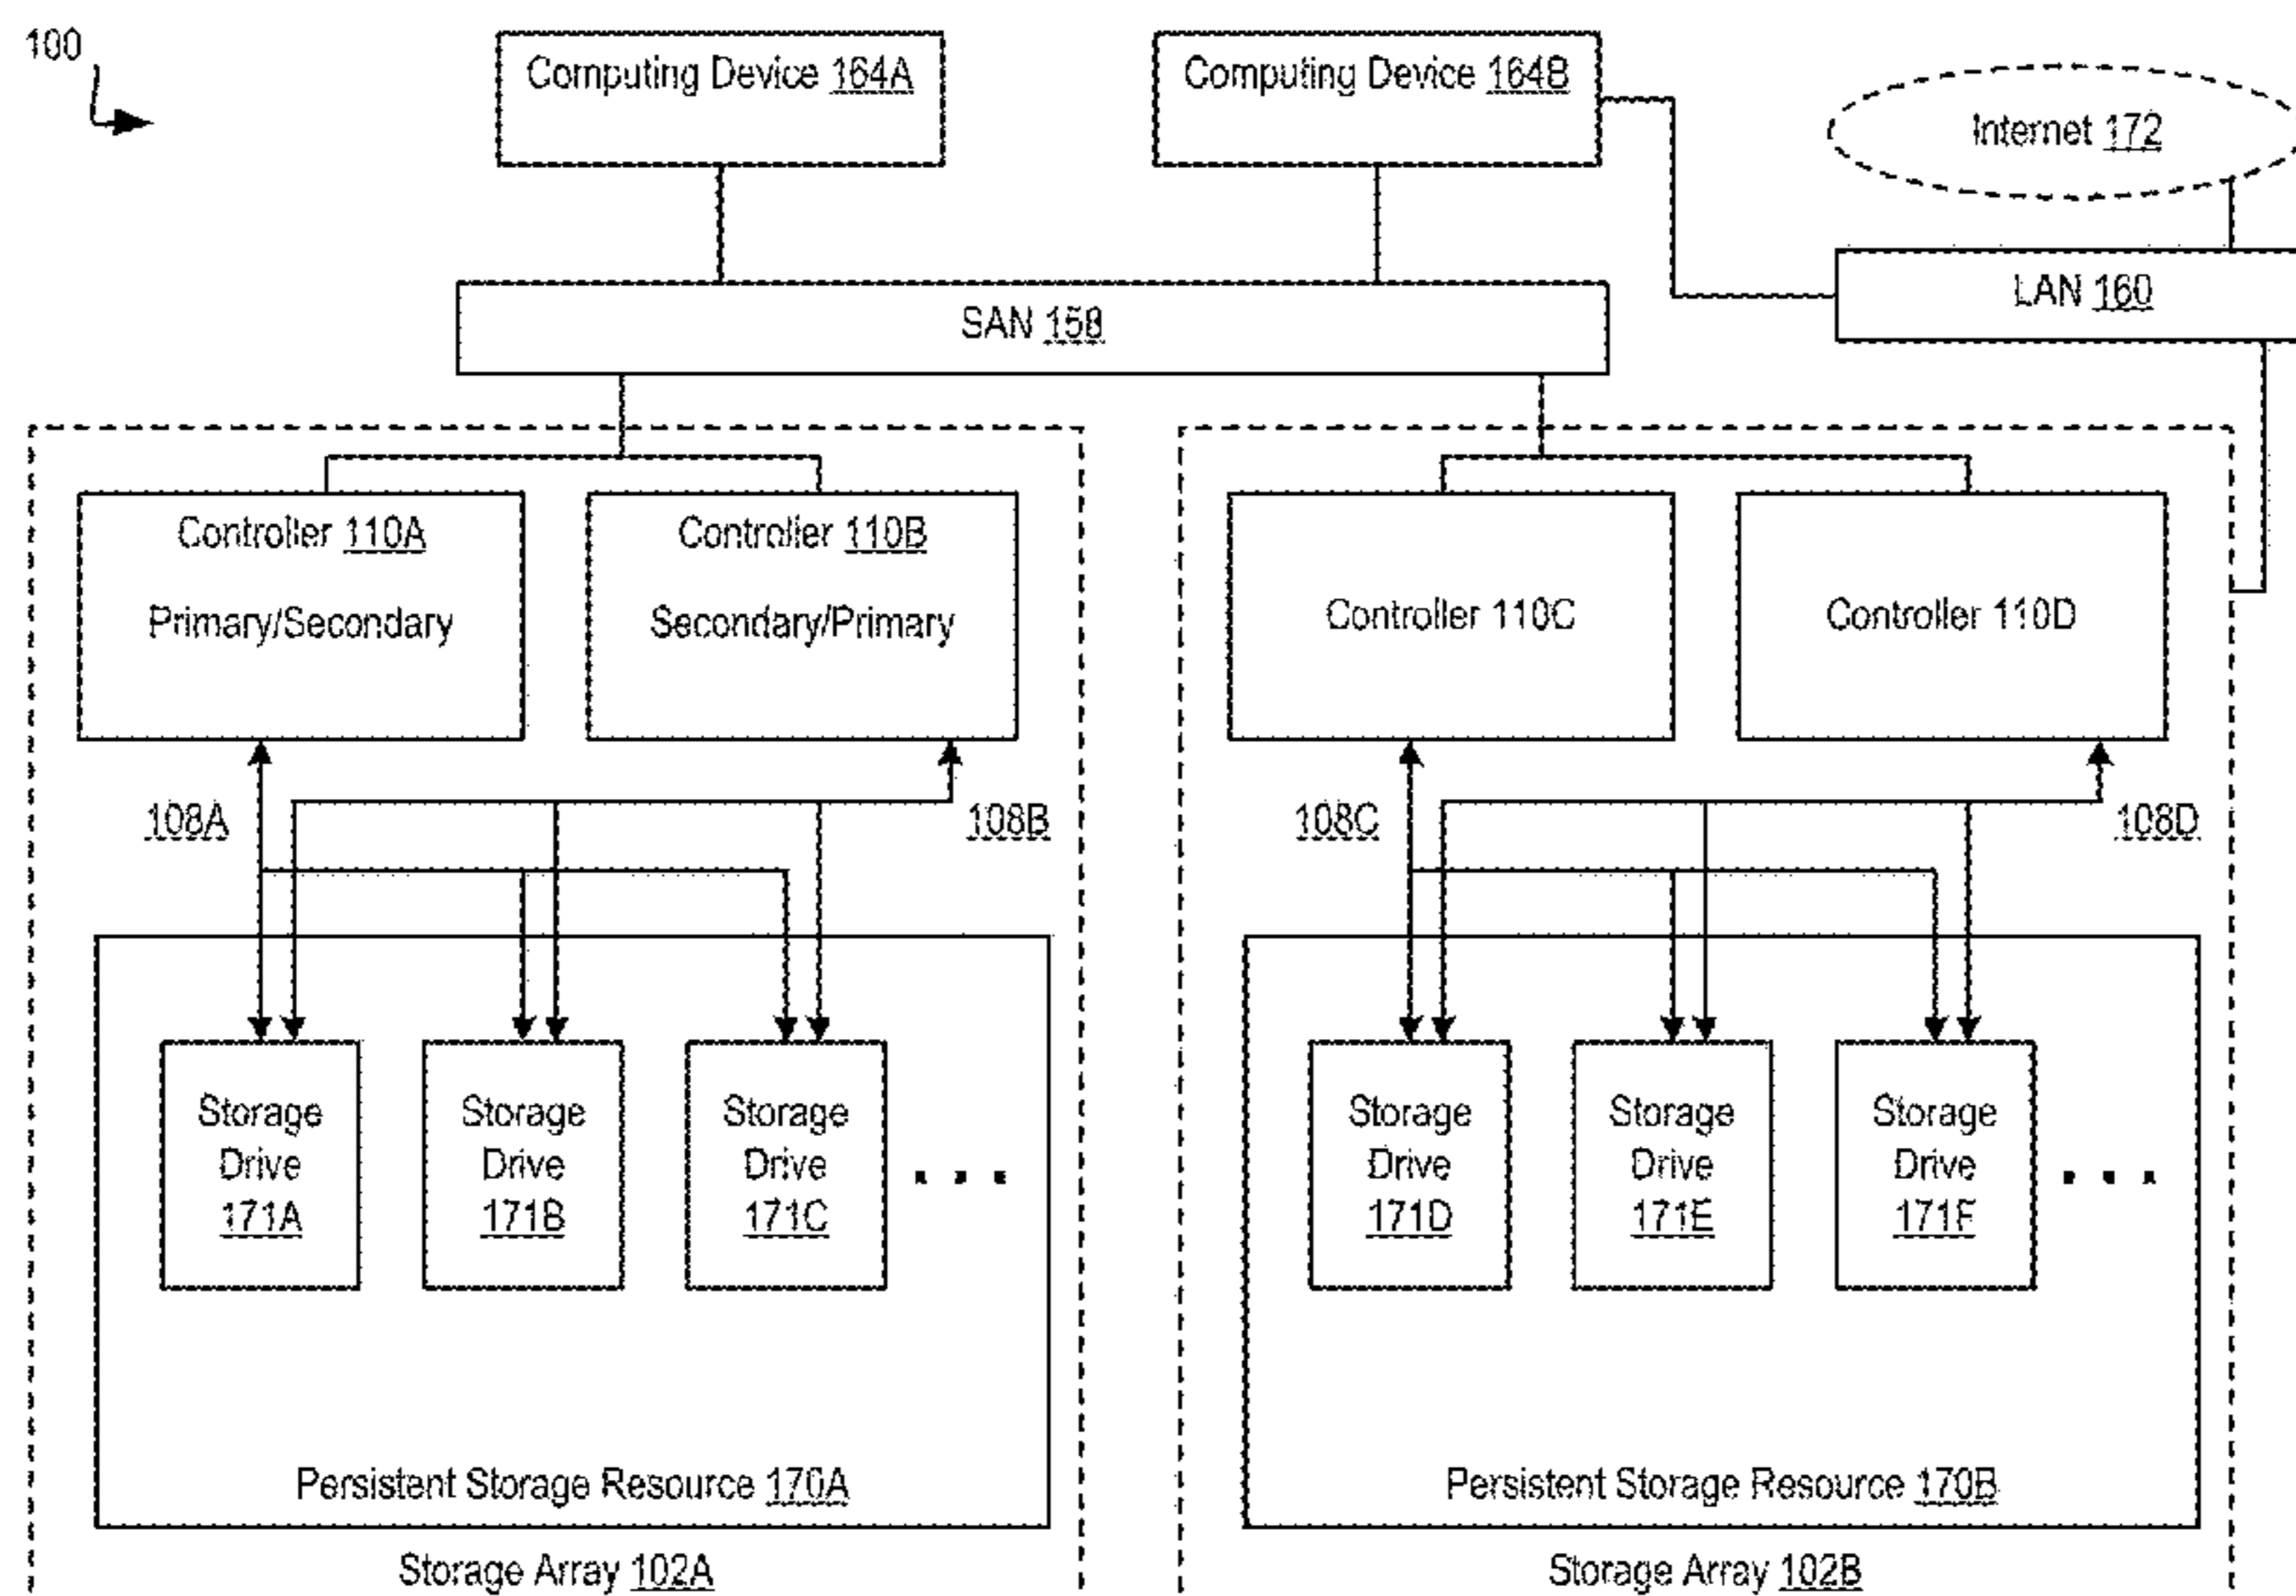 100
Computing Device 164A
Computing Device 164B
Internet 172
LAN 160
SAN 158
Controller 110A
Primary/Secondary
Controller 110B
Secondary/Primary
Controller 110C
Controller 110D
108A
108B
108C
108D
Storage
Drive
171A
Storage
Drive
171B
Storage
Drive
171C
. . .
Storage
Drive
171D
Storage
Drive
171E
Storage
Drive
171F
. . .
Persistent Storage Resource 170A
Persistent Storage Resource 170B
Storage Array 102A
Storage Array 102B